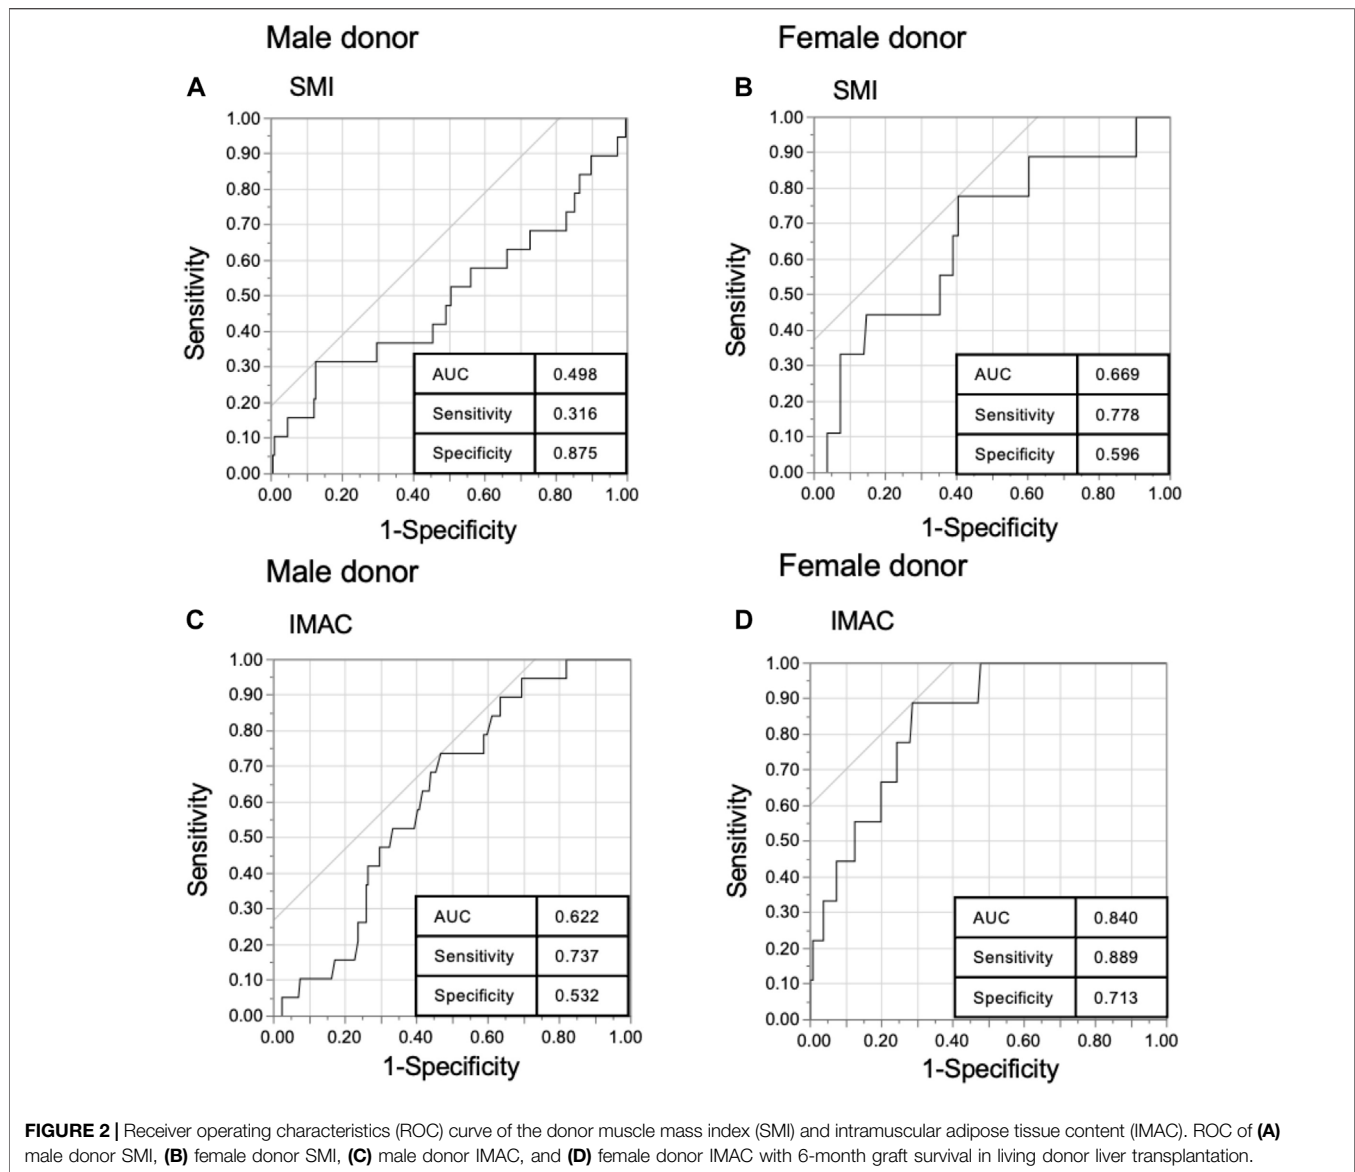 Male donor
Female donor
A
SMI
B
SMI
1.00
0.90
0.80
0.70
0.60
0.50
0.40
0.30
0.20
0.10
0.00
Sensitivity
AUC 0.498
Sensitivity 0.316
Specificity 0.875
0.00 0.20 0.40 0.60 0.80 1.00
1-Specificity
1.00
0.90
0.80
0.70
0.60
0.50
0.40
0.30
0.20
0.10
0.00
Sensitivity
AUC 0.669
Sensitivity 0.778
Specificity 0.596
0.00 0.20 0.40 0.60 0.80 1.00
1-Specificity
Male donor
Female donor
C
IMAC
D
IMAC
1.00
0.90
0.80
0.70
0.60
0.50
0.40
0.30
0.20
0.10
0.00
Sensitivity
AUC 0.622
Sensitivity 0.737
Specificity 0.532
0.00 0.20 0.40 0.60 0.80 1.00
1-Specificity
1.00
0.90
0.80
0.70
0.60
0.50
0.40
0.30
0.20
0.10
0.00
Sensitivity
AUC 0.840
Sensitivity 0.889
Specificity 0.713
0.00 0.20 0.40 0.60 0.80 1.00
1-Specificity
FIGURE 2 | Receiver operating characteristics (ROC) curve of the donor muscle mass index (SMI) and intramuscular adipose tissue content (IMAC). ROC of (A)
male donor SMI, (B) female donor SMI, (C) male donor IMAC, and (D) female donor IMAC with 6-month graft survival in living donor liver transplantation.